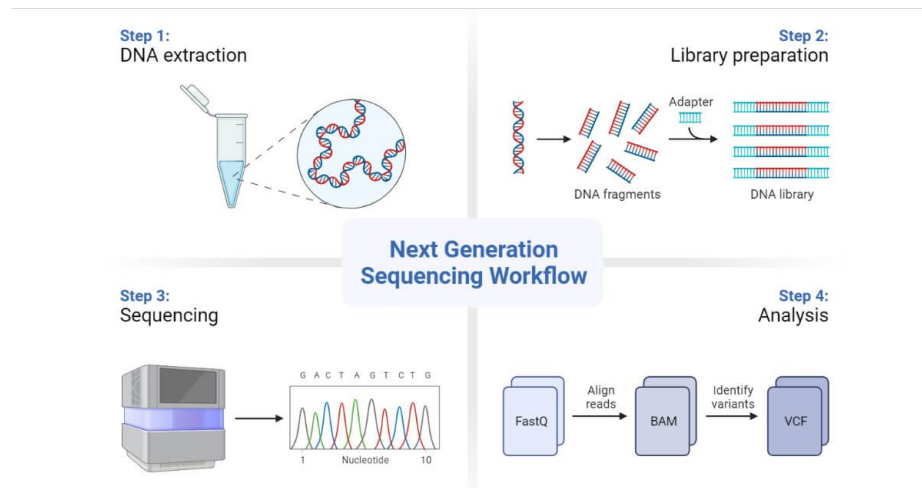 Step 1:
DNA extraction
Step 2:
Library preparation
Adapter
DNA fragments
DNA library
Next Generation
Sequencing Workflow
Step 3:
Sequencing
G A C T A G T C T G
1 Nucleotide 10
Step 4:
Analysis
FastQ
Align
reads
BAM
Identify
variants
VCF